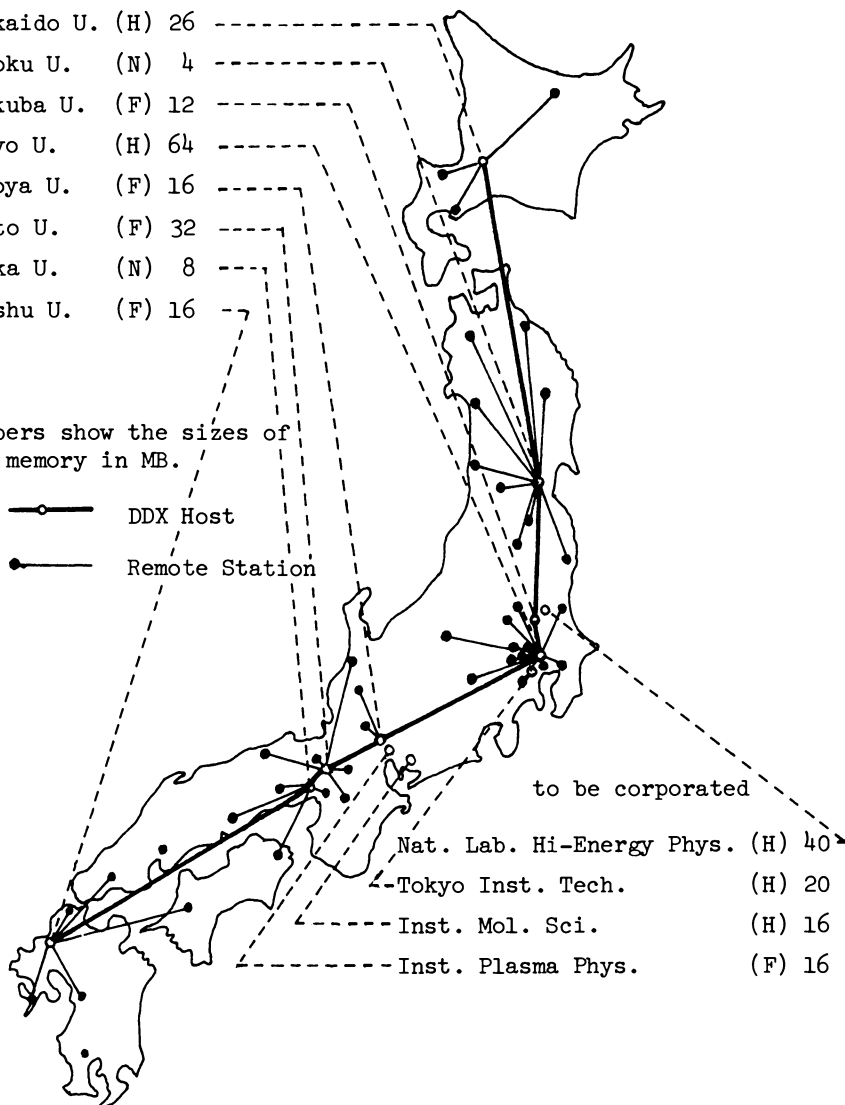 kaido U. (H) 26
oku U. (N) 4
kuba U. (F) 12
yo U. (H) 64
oya U. (F) 16
to U. (F) 32
ka U. (N) 8
shu U. (F) 16
bers show the sizes of
memory in MB.
DDX Host
Remote Station
to be corporated
Nat. Lab. Hi-Energy Phys. (H) 40
Tokyo Inst. Tech. (H) 20
Inst. Mol. Sci. (H) 16
Inst. Plasma Phys. (F) 16